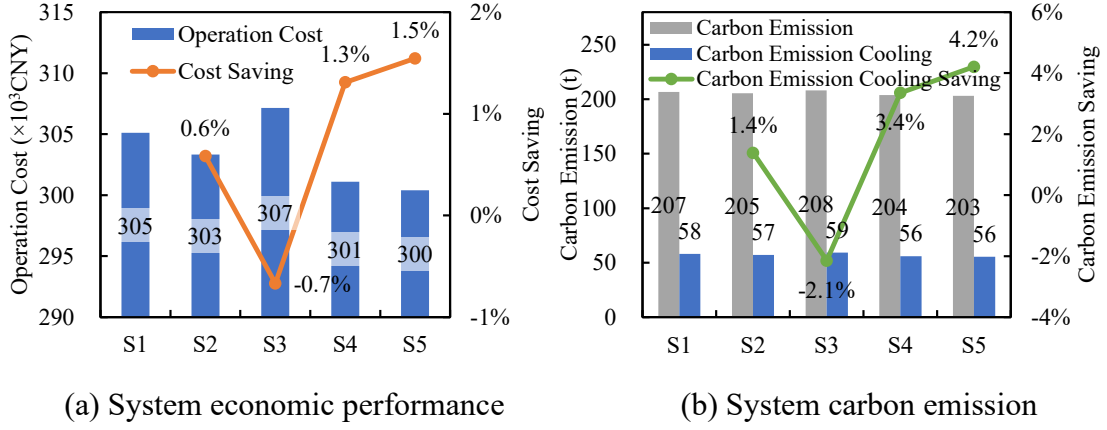 315
310
305
300
295
290
Operation Cost (×10³CNY)
Operation Cost
Cost Saving
2%
1%
0%
-1%
Cost Saving
0.6%
-0.7%
1.3%
1.5%
305
303
307
301
300
S1
S2
S3
S4
S5
(a) System economic performance
250
200
150
100
50
0
Carbon Emission (t)
Carbon Emission
Carbon Emission Cooling
Carbon Emission Cooling Saving
6%
4%
2%
0%
-2%
-4%
Carbon Emission Saving
1.4%
-2.1%
3.4%
4.2%
207
58
205
57
208
59
204
56
203
56
S1
S2
S3
S4
S5
(b) System carbon emission